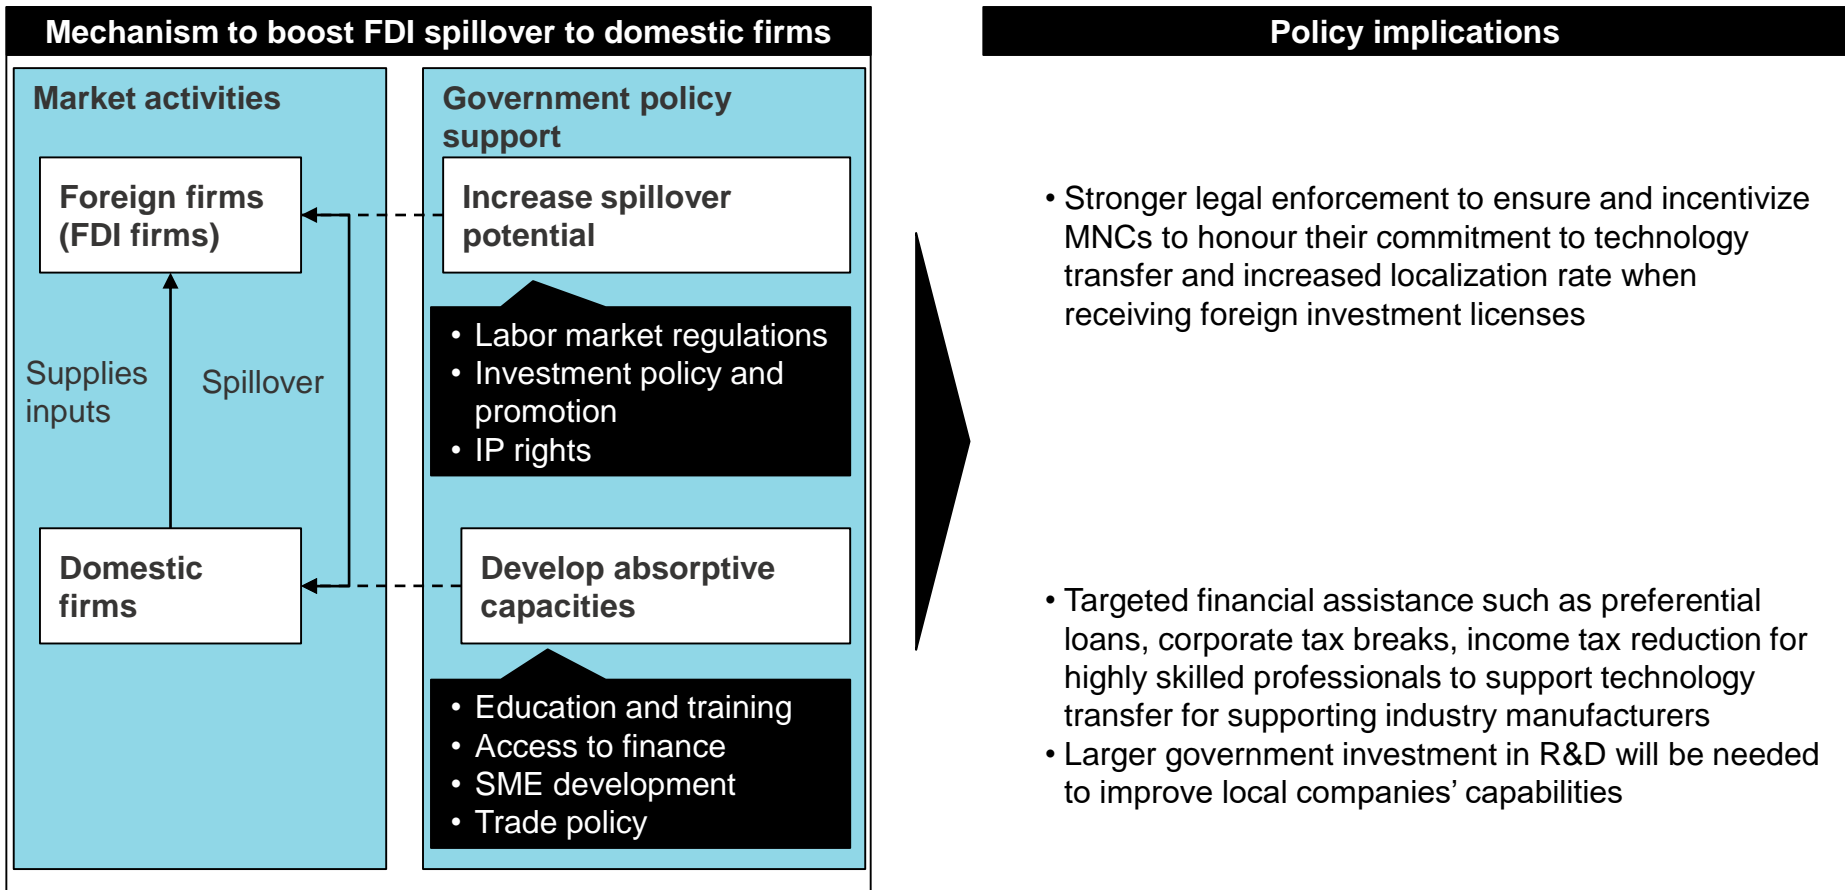 Mechanism to boost FDI spillover to domestic firms
Market activities
Foreign firms
(FDI firms)
Supplies
inputs
Spillover
Domestic
firms
Government policy
support
Increase spillover
potential
• Labor market regulations
• Investment policy and
promotion
• IP rights
Develop absorptive
capacities
• Education and training
• Access to finance
• SME development
• Trade policy
Policy implications
• Stronger legal enforcement to ensure and incentivize
MNCs to honour their commitment to technology
transfer and increased localization rate when
receiving foreign investment licenses
• Targeted financial assistance such as preferential
loans, corporate tax breaks, income tax reduction for
highly skilled professionals to support technology
transfer for supporting industry manufacturers
• Larger government investment in R&D will be needed
to improve local companies’ capabilities